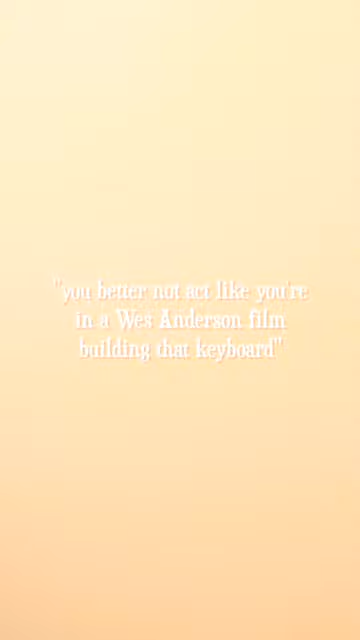 "you better not act like you're
in a Wes Anderson film
building that keyboard"